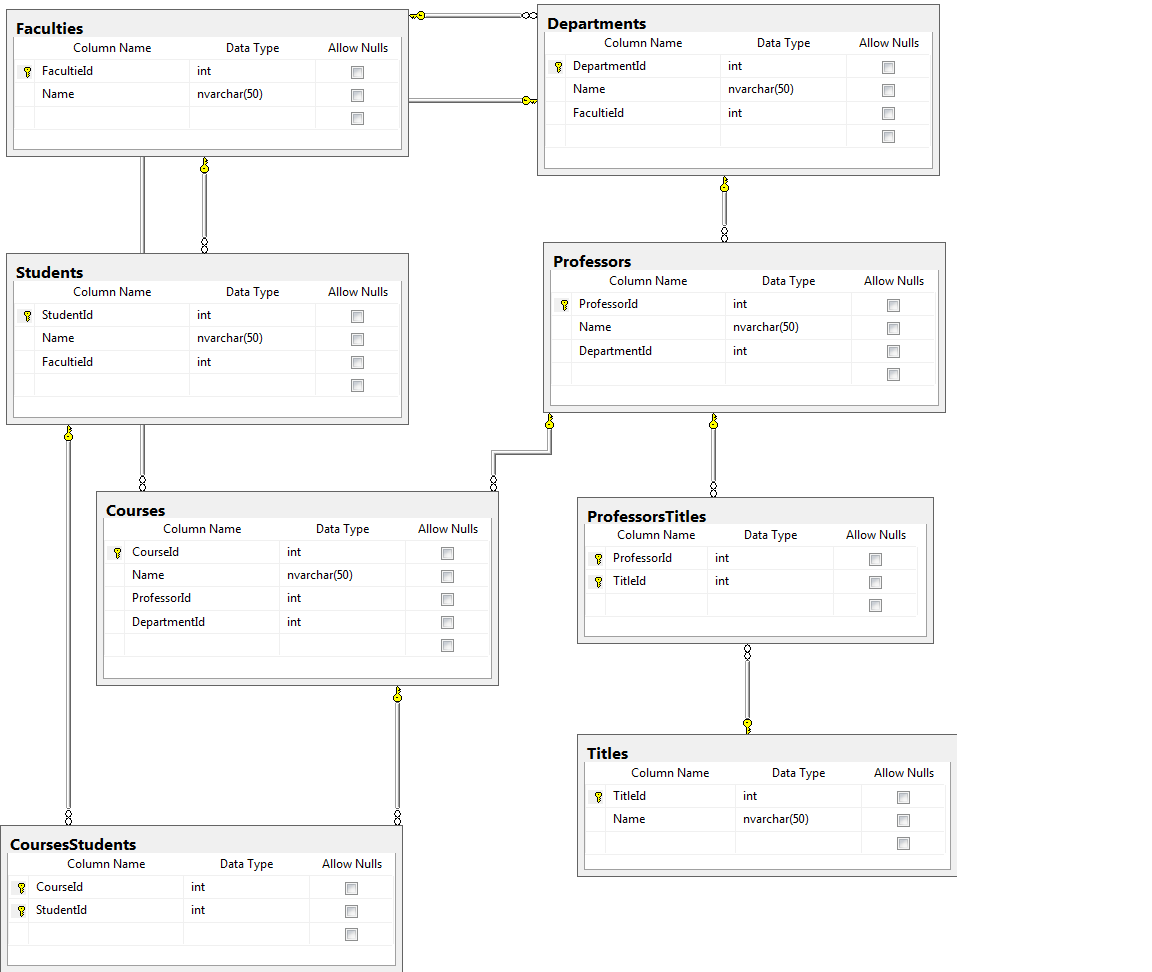 Faculties
Column Name Data Type Allow Nulls
FacultieId int
Name nvarchar(50)
Departments
Column Name Data Type Allow Nulls
DepartmentId int
Name nvarchar(50)
FacultieId int
Students
Column Name Data Type Allow Nulls
StudentId int
Name nvarchar(50)
FacultieId int
Professors
Column Name Data Type Allow Nulls
ProfessorId int
Name nvarchar(50)
DepartmentId int
Courses
Column Name Data Type Allow Nulls
CourseId int
Name nvarchar(50)
ProfessorId int
DepartmentId int
ProfessorsTitles
Column Name Data Type Allow Nulls
ProfessorId int
TitleId int
Titles
Column Name Data Type Allow Nulls
TitleId int
Name nvarchar(50)
CoursesStudents
Column Name Data Type Allow Nulls
CourseId int
StudentId int